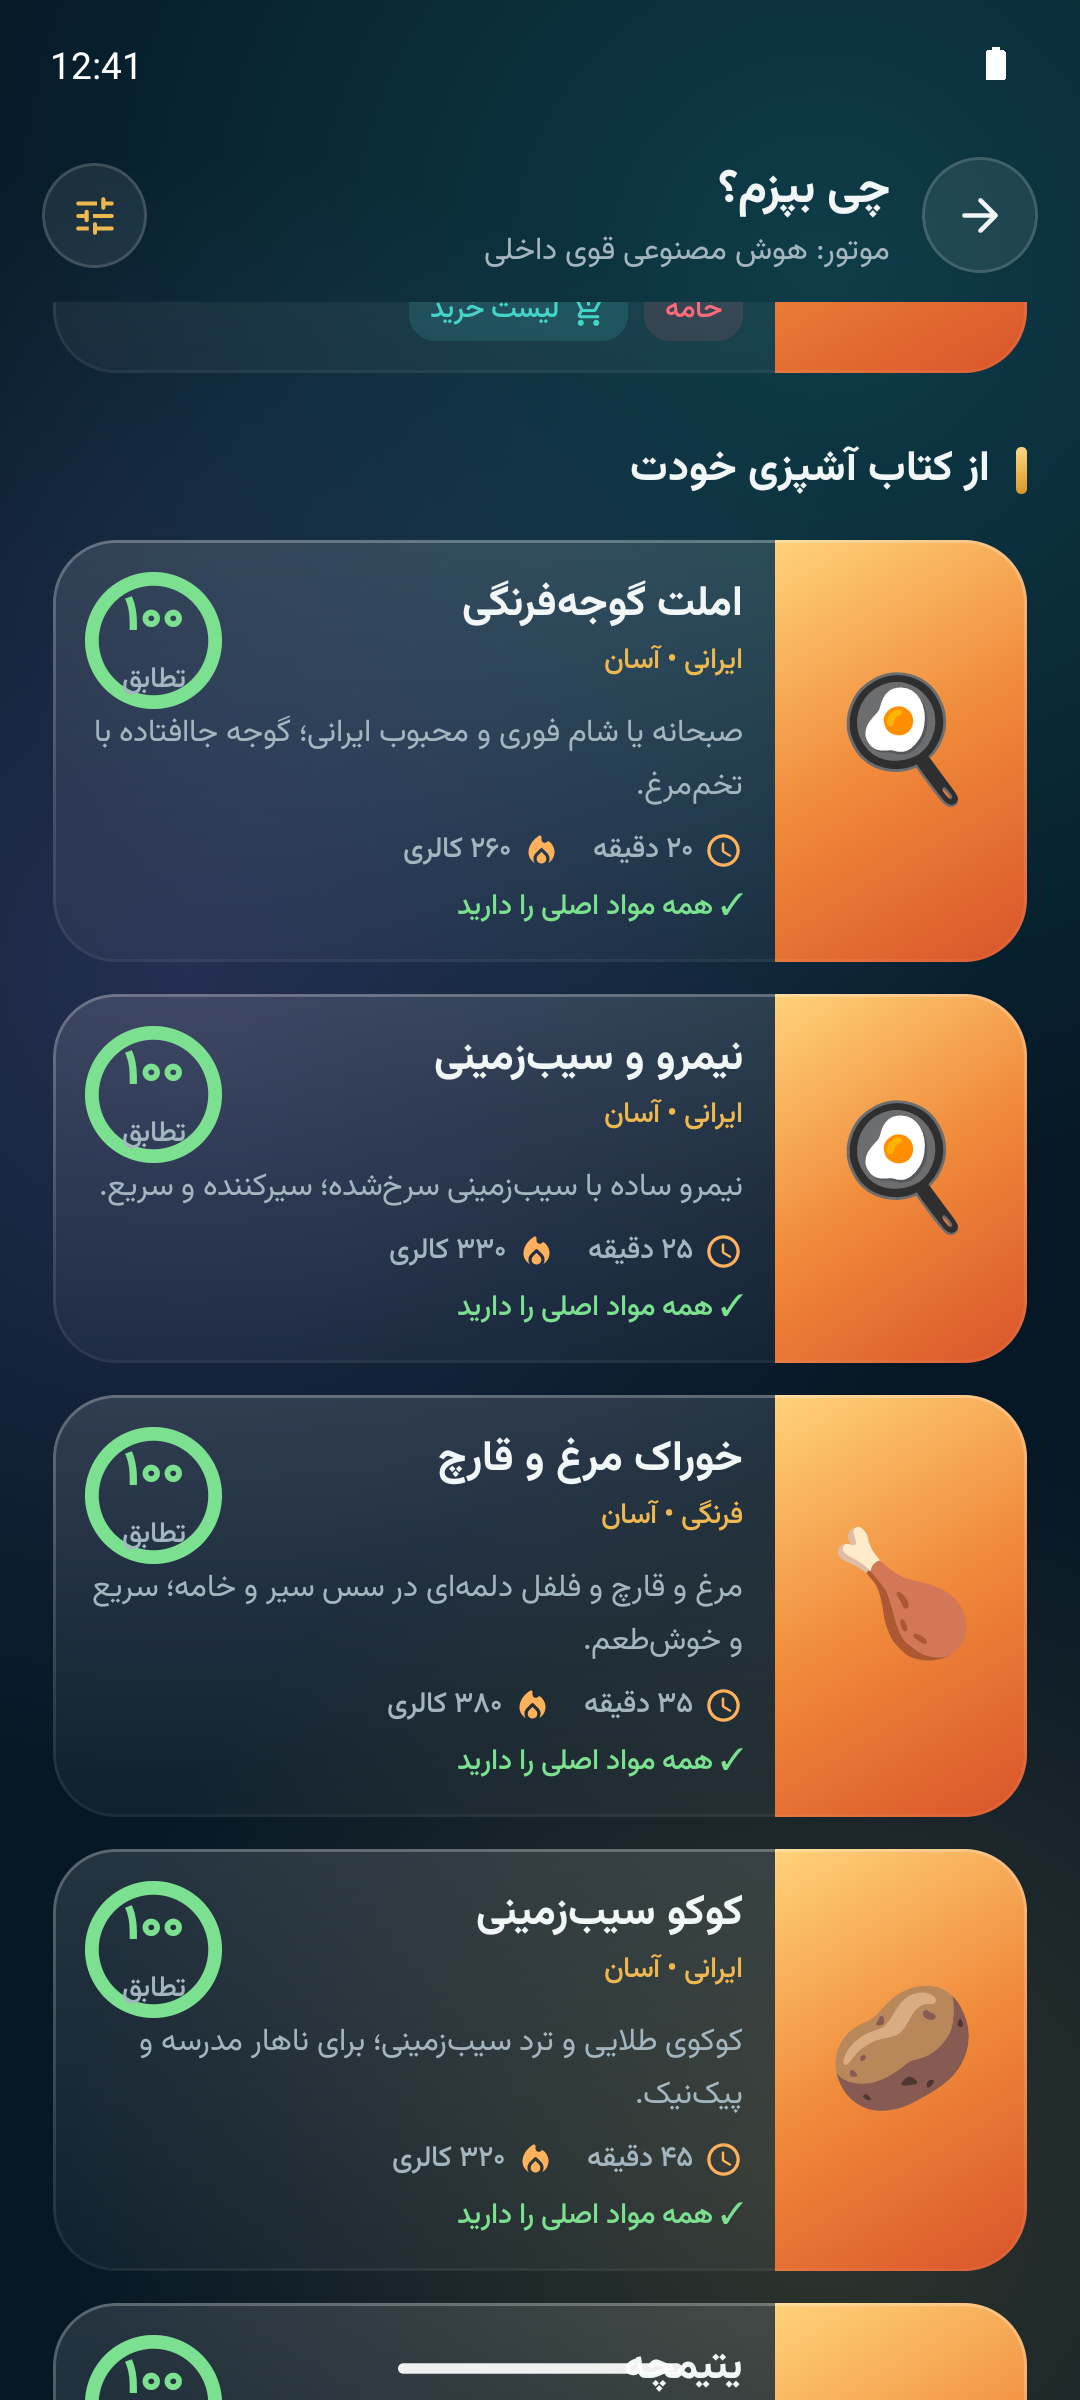 12:41
چی بپزم؟
موتور: هوش مصنوعی قوی داخلی
خامه
لیست خرید
از کتاب آشپزی خودت
املت گوجه‌فرنگی
۱۰۰
تطابق
ایرانی • آسان
صبحانه یا شام فوری و محبوب ایرانی؛ گوجه جاافتاده با
تخم‌مرغ.
۲۰ دقیقه
۲۶۰ کالری
✓ همه مواد اصلی را دارید
نیمرو و سیب‌زمینی
۱۰۰
تطابق
ایرانی • آسان
نیمرو ساده با سیب‌زمینی سرخ‌شده؛ سیرکننده و سریع.
۲۵ دقیقه
۳۳۰ کالری
✓ همه مواد اصلی را دارید
خوراک مرغ و قارچ
۱۰۰
تطابق
فرنگی • آسان
مرغ و قارچ و فلفل دلمه‌ای در سس سیر و خامه؛ سریع
و خوش‌طعم.
۳۵ دقیقه
۳۸۰ کالری
✓ همه مواد اصلی را دارید
کوکو سیب‌زمینی
۱۰۰
تطابق
ایرانی • آسان
کوکوی طلایی و ترد سیب‌زمینی؛ برای ناهار مدرسه و
پیک‌نیک.
۴۵ دقیقه
۳۲۰ کالری
✓ همه مواد اصلی را دارید
یتیمچه
۱۰۰